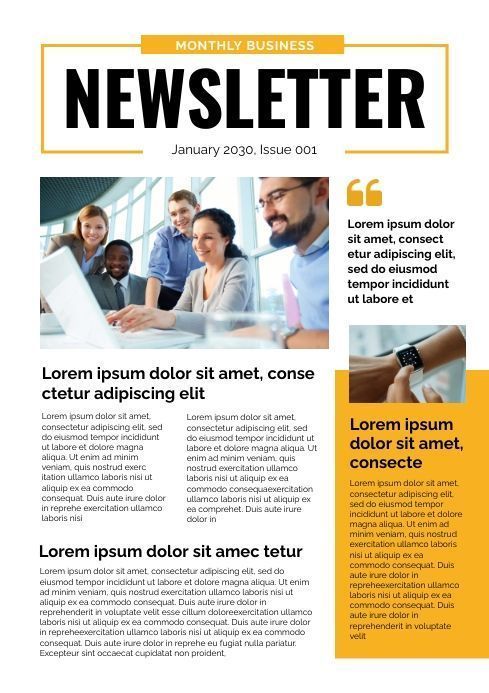 MONTHLY BUSINESS
NEWSLETTER
January 2030, Issue 001
Lorem ipsum dolor
sit amet, consect
etur adipiscing elit,
sed do eiusmod
tempor incididunt
ut labore et
Lorem ipsum dolor sit amet, conse
ctetur adipiscing elit
Lorem ipsum dolor sit amet,
consectetur adipiscing elit, sed
do eiusmod tempor incididunt
ut labore et dolore magna
aliqua. Ut enim ad minim
veniam, quis nostrud exerc
itation ullamco laboris nisi ut
aliquip ex ea commodo
consequat. Duis aute irure dolor
in reprehe exercitation ullamco
laboris nisi
Lorem ipsum dolor sit amet,
consectetur adipiscing elit, sed
do eiusmod tempor incididunt
ut labore et dolore magna aliqua. Ut
enim ad minim veniam, quis
nostrud exercitation ullamco
laboris nisi ut aliquip ex ea
commodo consequaexercitation
ullamco laboris nisi ut aliquip ex
ea comprehet. Duis aute irure
dolor in
Lorem ipsum dolor sit amec tetur
Lorem ipsum dolor sit amet, consectetur adipiscing elit, sed do
eiusmod tempor incididunt ut labore et dolore magna aliqua. Ut enim
ad minim veniam, quis nostrud exercitation ullamco laboris nisi ut
aliquip ex ea commodo consequat. Duis aute irure dolor in
reprehenderit in voluptate velit esse cillum doloreexercitation ullamco
laboris nisi ut aliquip ex ea commodo consequat. Duis aute irure dolor
in repreheexercitation ullamco laboris nisi ut aliquip ex ea commodo
consequat. Duis aute irure dolor in reprehe eu fugiat nulla pariatur.
Excepteur sint occaecat cupidatat non proident,
Lorem ipsum
dolor sit amet,
consecte
Lorem ipsum dolor sit amet,
consectetur adipiscing elit,
sed do eiusmod tempor
incididunt ut labore et dolore
magna aliqua. Ut enim ad
minim veniam, quis nostrud
exercitation ullamco laboris
nisi ut aliquip ex ea
commodo consequat. Duis
aute irure dolor in
repreheexercitation ullamco
laboris nisi ut aliquip ex ea
commodo consequat. Duis
aute irure dolor in
reprehenderit in voluptate
velit